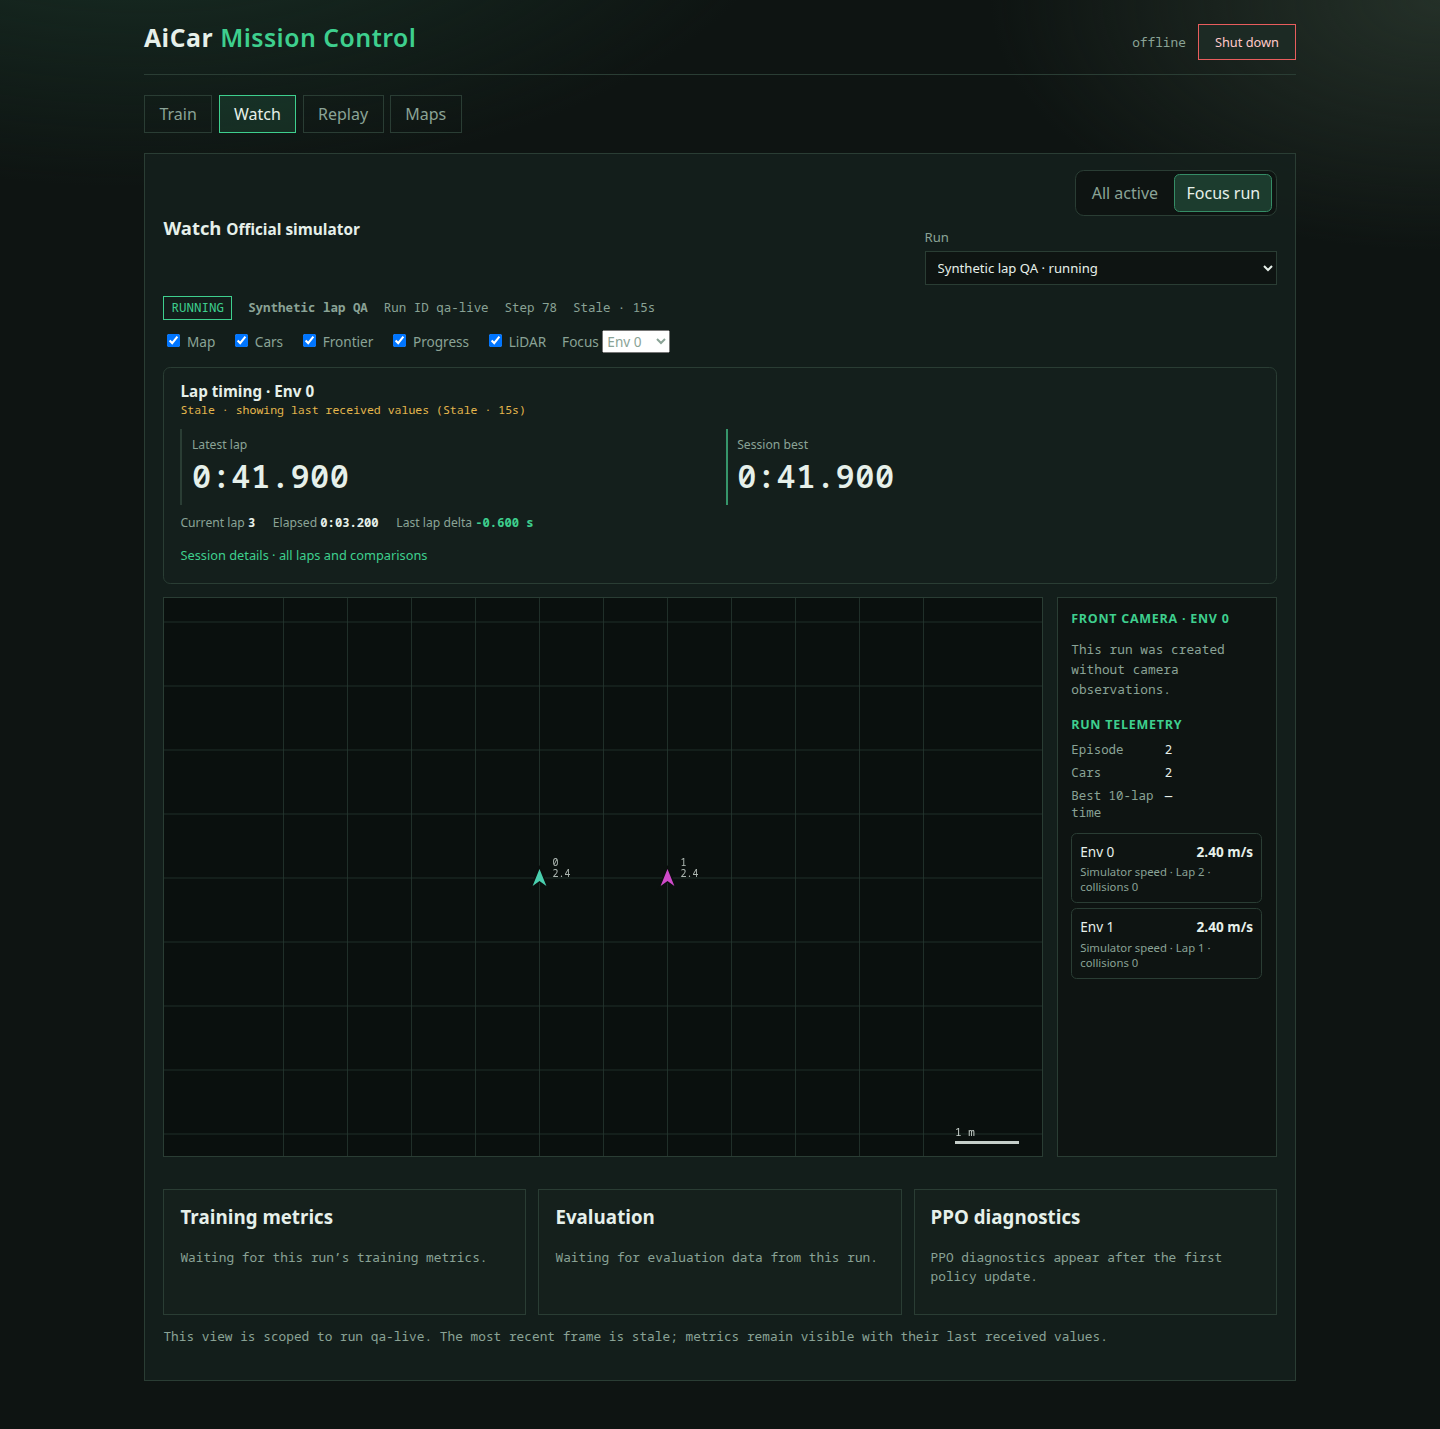 AiCar Mission Control
offline
Shut down
Train
Watch
Replay
Maps
All active
Focus run
Watch Official simulator
Run
Synthetic lap QA · running
RUNNING Synthetic lap QA Run ID qa-live Step 78 Stale · 15s
Map Cars Frontier Progress LiDAR Focus Env 0
Lap timing · Env 0
Stale · showing last received values (Stale · 15s)
Latest lap
0:41.900
Session best
0:41.900
Current lap 3 Elapsed 0:03.200 Last lap delta -0.600 s
Session details · all laps and comparisons
0
2.4
1
2.4
1 m
FRONT CAMERA · ENV 0
This run was created
without camera
observations.
RUN TELEMETRY
Episode 2
Cars 2
Best 10-lap —
time
Env 0 2.40 m/s
Simulator speed · Lap 2 ·
collisions 0
Env 1 2.40 m/s
Simulator speed · Lap 1 ·
collisions 0
Training metrics
Waiting for this run’s training metrics.
Evaluation
Waiting for evaluation data from this run.
PPO diagnostics
PPO diagnostics appear after the first
policy update.
This view is scoped to run qa-live. The most recent frame is stale; metrics remain visible with their last received values.